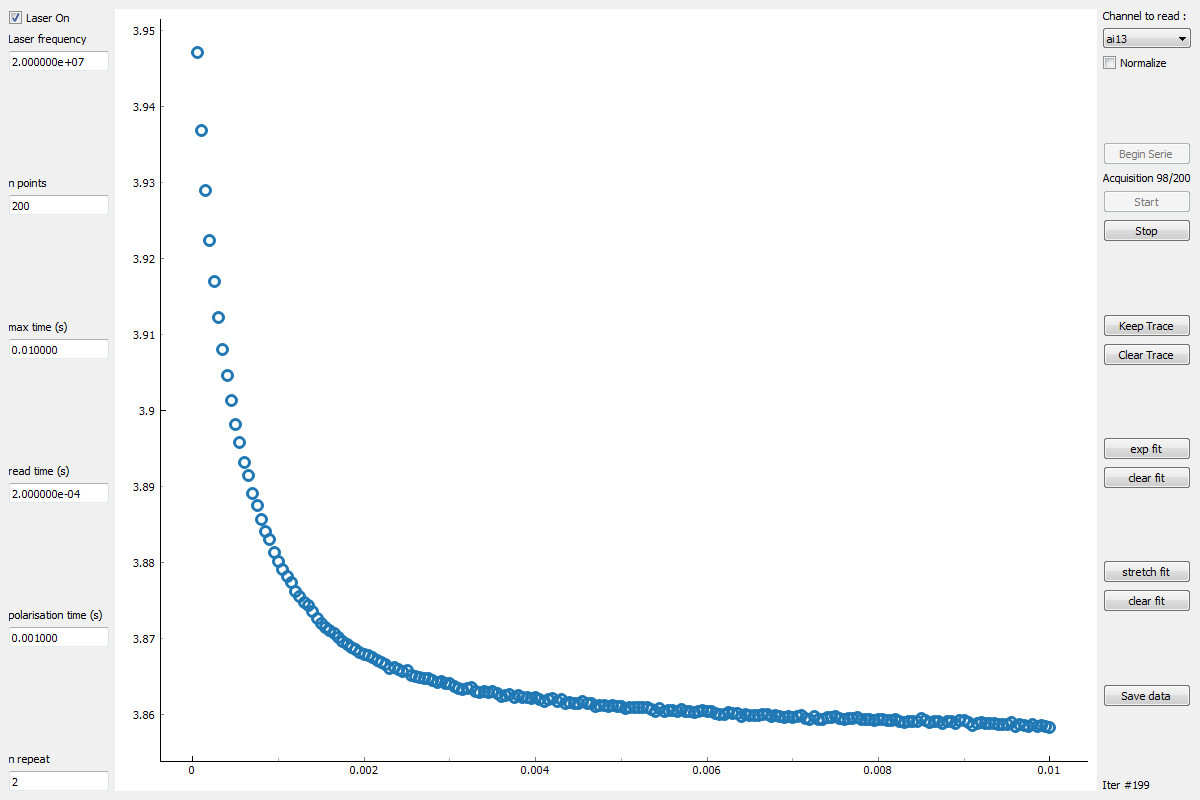 Laser On
Laser frequency
2.000000e+07
n points
200
max time (s)
0.010000
read time (s)
2.000000e-04
polarisation time (s)
0.001000
n repeat
2
3.95
3.94
3.93
3.92
3.91
3.9
3.89
3.88
3.87
3.86
0
0.002
0.004
0.006
0.008
0.01
Channel to read :
ai13
Normalize
Begin Serie
Acquisition 98/200
Start
Stop
Keep Trace
Clear Trace
exp fit
clear fit
stretch fit
clear fit
Save data
Iter #199